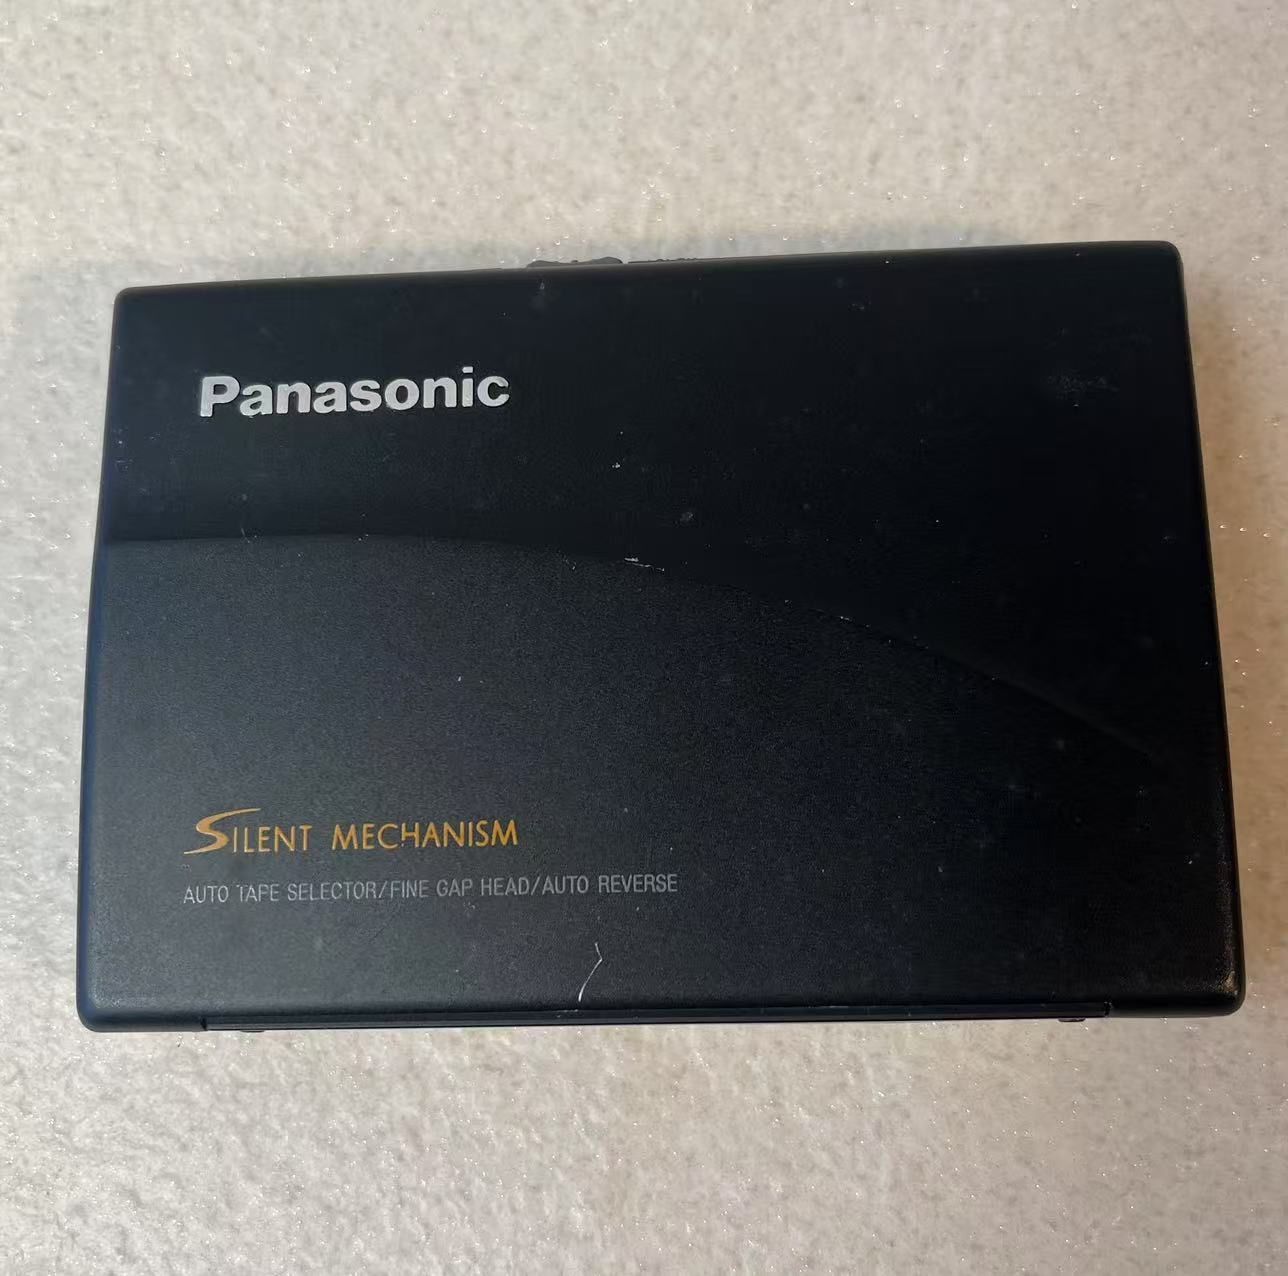 Panasonic
SILENT MECHANISM
AUTO TAPE SELECTOR/FINE GAP HEAD/AUTO REVERSE